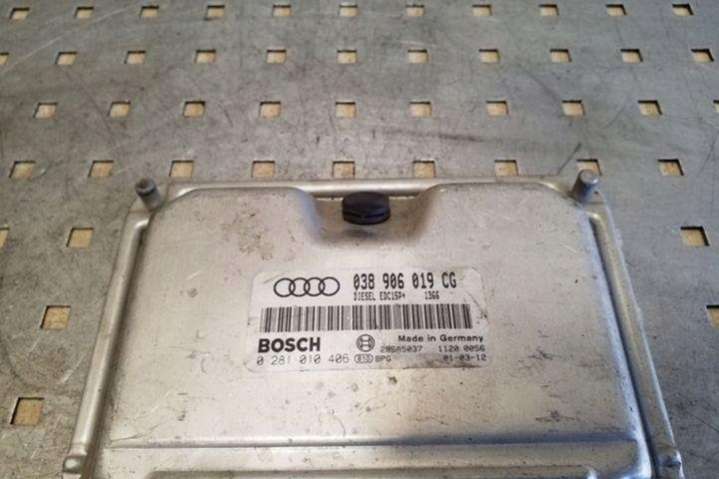 038 906 019 CG
DIESEL EDC15P+ 1366
BOSCH
Made in Germany
28SA5037 1120 0056
0 281 010 406 BPG 01-03-12